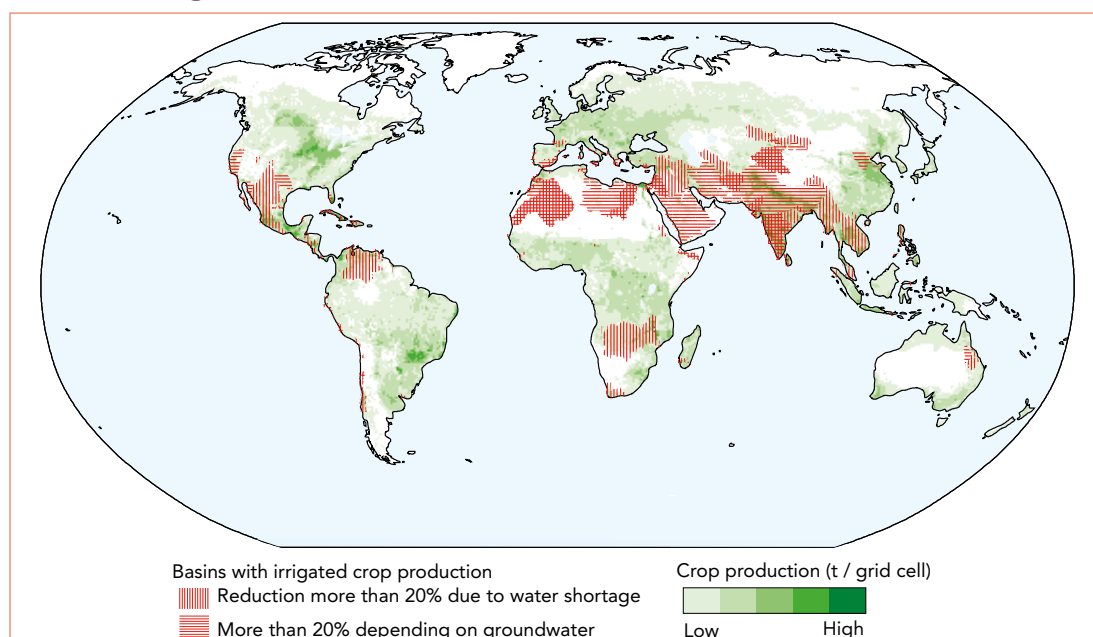 Basins with irrigated crop production
Reduction more than 20% due to water shortage
More than 20% depending on groundwater
Crop production (t / grid cell)
Low High